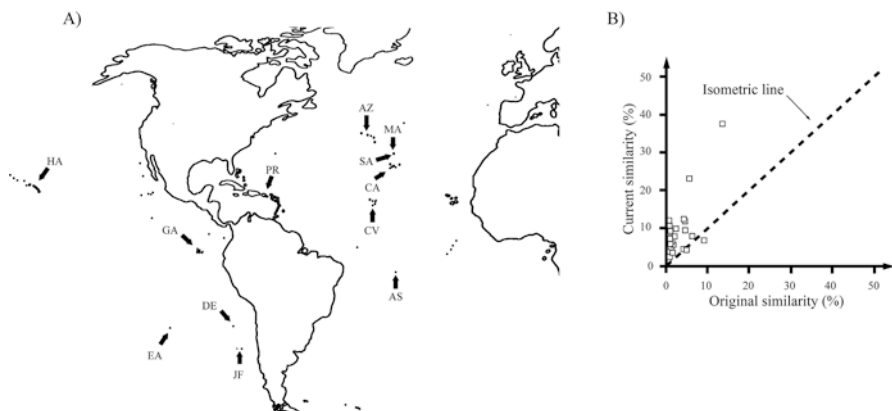 A)
AZ
MA
HA
SA
PR
CA
GA
CV
DE
AS
EA
JF
B)
50
Isometric line
40
30
20
10
0
0
10
20
30
40
50
Current similarity (%)
Original similarity (%)